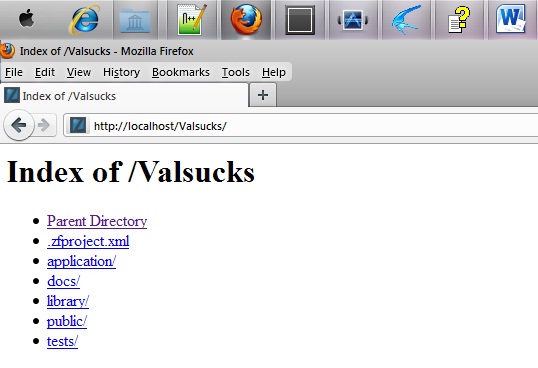 N++
W
Index of /Valsucks - Mozilla Firefox
File Edit View History Bookmarks Tools Help
Index of /Valsucks
http://localhost/Valsucks/
Index of /Valsucks
Parent Directory
.zfproject.xml
application/
docs/
library/
public/
tests/